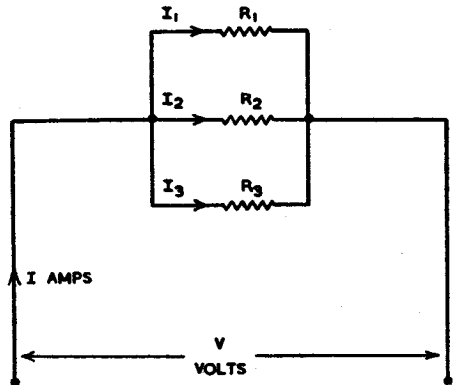 I₁ R₁
I₂ R₂
I₃ R₃
I AMPS
V
VOLTS